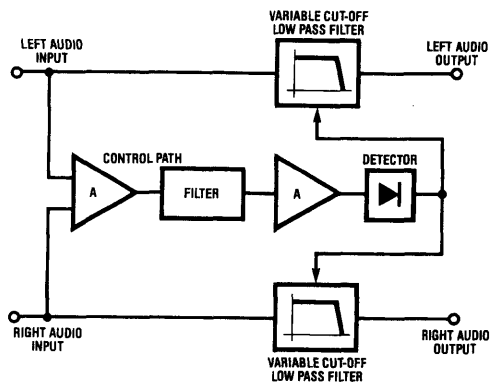 VARIABLE CUT-OFF
LOW PASS FILTER
LEFT AUDIO
INPUT
LEFT AUDIO
OUTPUT
CONTROL PATH
DETECTOR
A
FILTER
A
RIGHT AUDIO
INPUT
RIGHT AUDIO
OUTPUT
VARIABLE CUT-OFF
LOW PASS FILTER